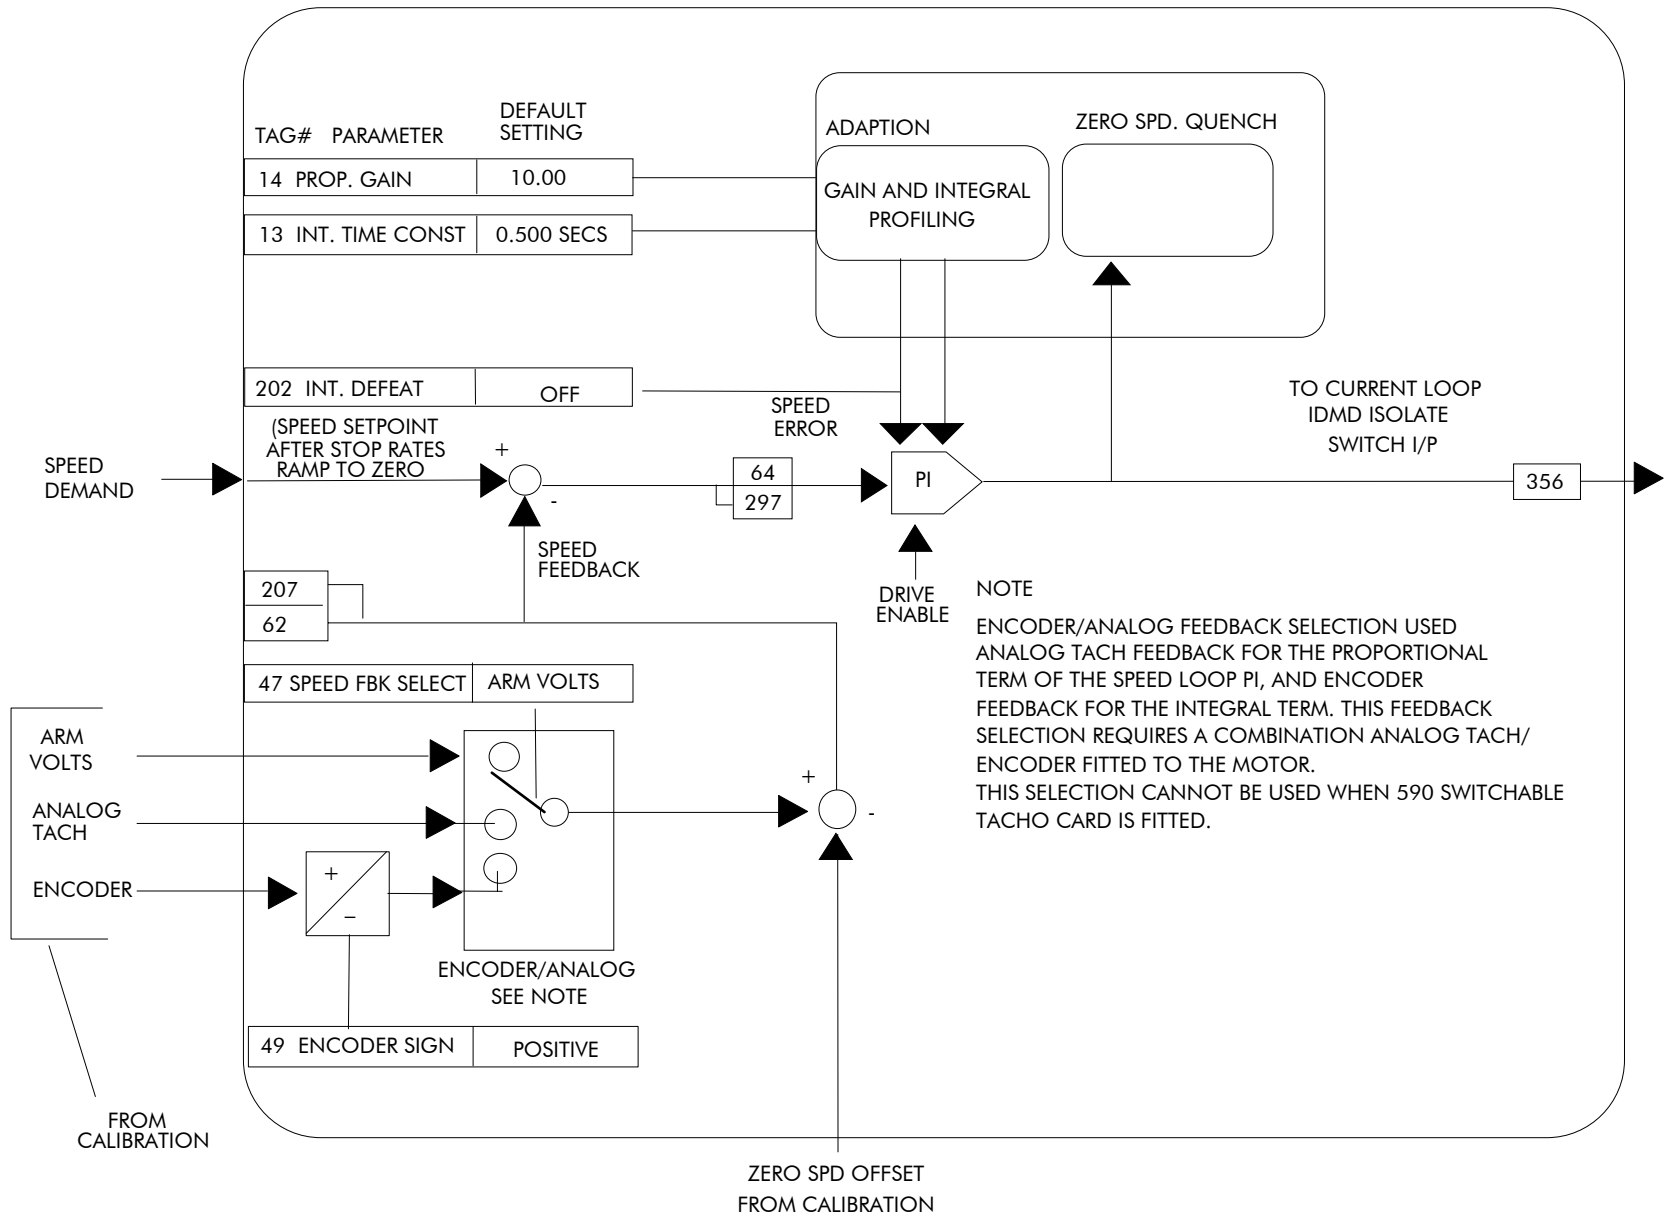 DEFAULT
SETTING
TAG# PARAMETER
14 PROP. GAIN 10.00
13 INT. TIME CONST 0.500 SECS
ADAPTION
ZERO SPD. QUENCH
GAIN AND INTEGRAL
PROFILING
202 INT. DEFEAT OFF
(SPEED SETPOINT
AFTER STOP RATES
RAMP TO ZERO
SPEED
DEMAND
+
-
SPEED
ERROR
64
297
PI
TO CURRENT LOOP
IDMD ISOLATE
SWITCH I/P
356
SPEED
FEEDBACK
DRIVE
ENABLE
207
62
NOTE
ENCODER/ANALOG FEEDBACK SELECTION USED
ANALOG TACH FEEDBACK FOR THE PROPORTIONAL
TERM OF THE SPEED LOOP PI, AND ENCODER
FEEDBACK FOR THE INTEGRAL TERM. THIS FEEDBACK
SELECTION REQUIRES A COMBINATION ANALOG TACH/
ENCODER FITTED TO THE MOTOR.
THIS SELECTION CANNOT BE USED WHEN 590 SWITCHABLE
TACHO CARD IS FITTED.
47 SPEED FBK SELECT ARM VOLTS
ARM
VOLTS
ANALOG
TACH
ENCODER
+
−
+
-
ENCODER/ANALOG
SEE NOTE
49 ENCODER SIGN POSITIVE
FROM
CALIBRATION
ZERO SPD OFFSET
FROM CALIBRATION